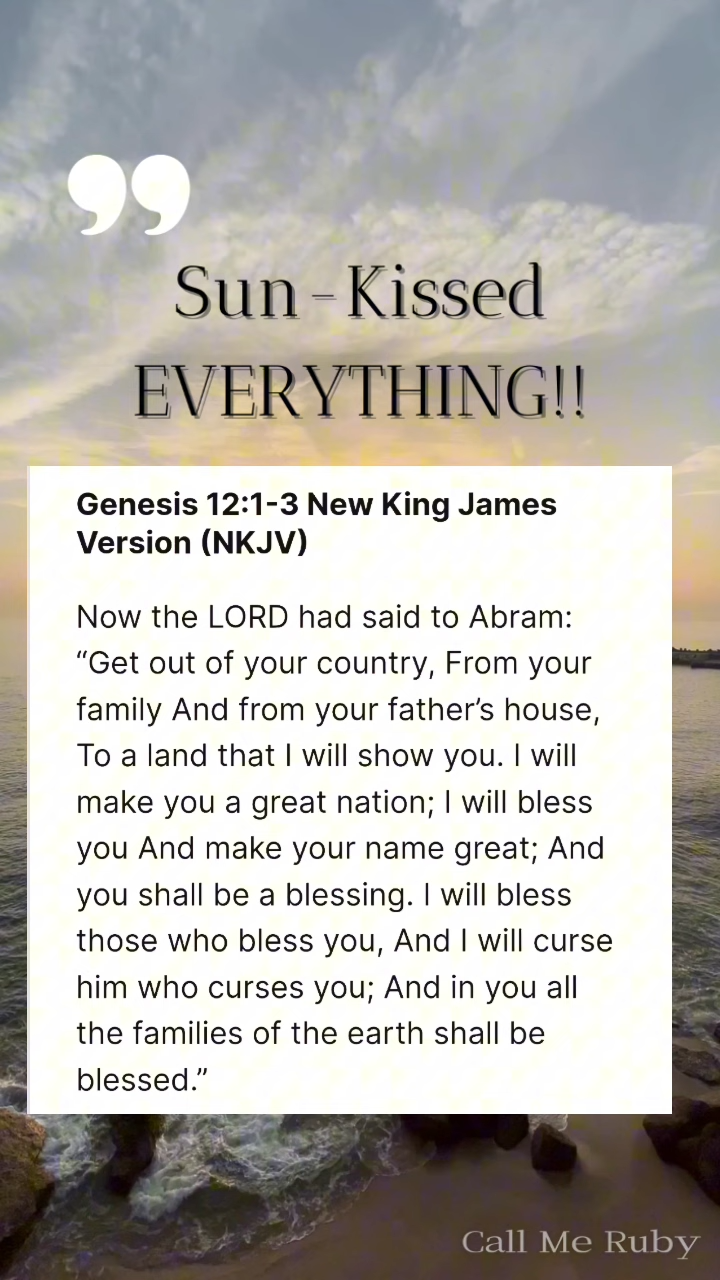 ”
Sun - Kissed
EVERYTHING!!
Genesis 12:1-3 New King James
Version (NKJV)
Now the LORD had said to Abram:
“Get out of your country, From your
family And from your father’s house,
To a land that I will show you. I will
make you a great nation; I will bless
you And make your name great; And
you shall be a blessing. I will bless
those who bless you, And I will curse
him who curses you; And in you all
the families of the earth shall be
blessed.”
Call Me Ruby